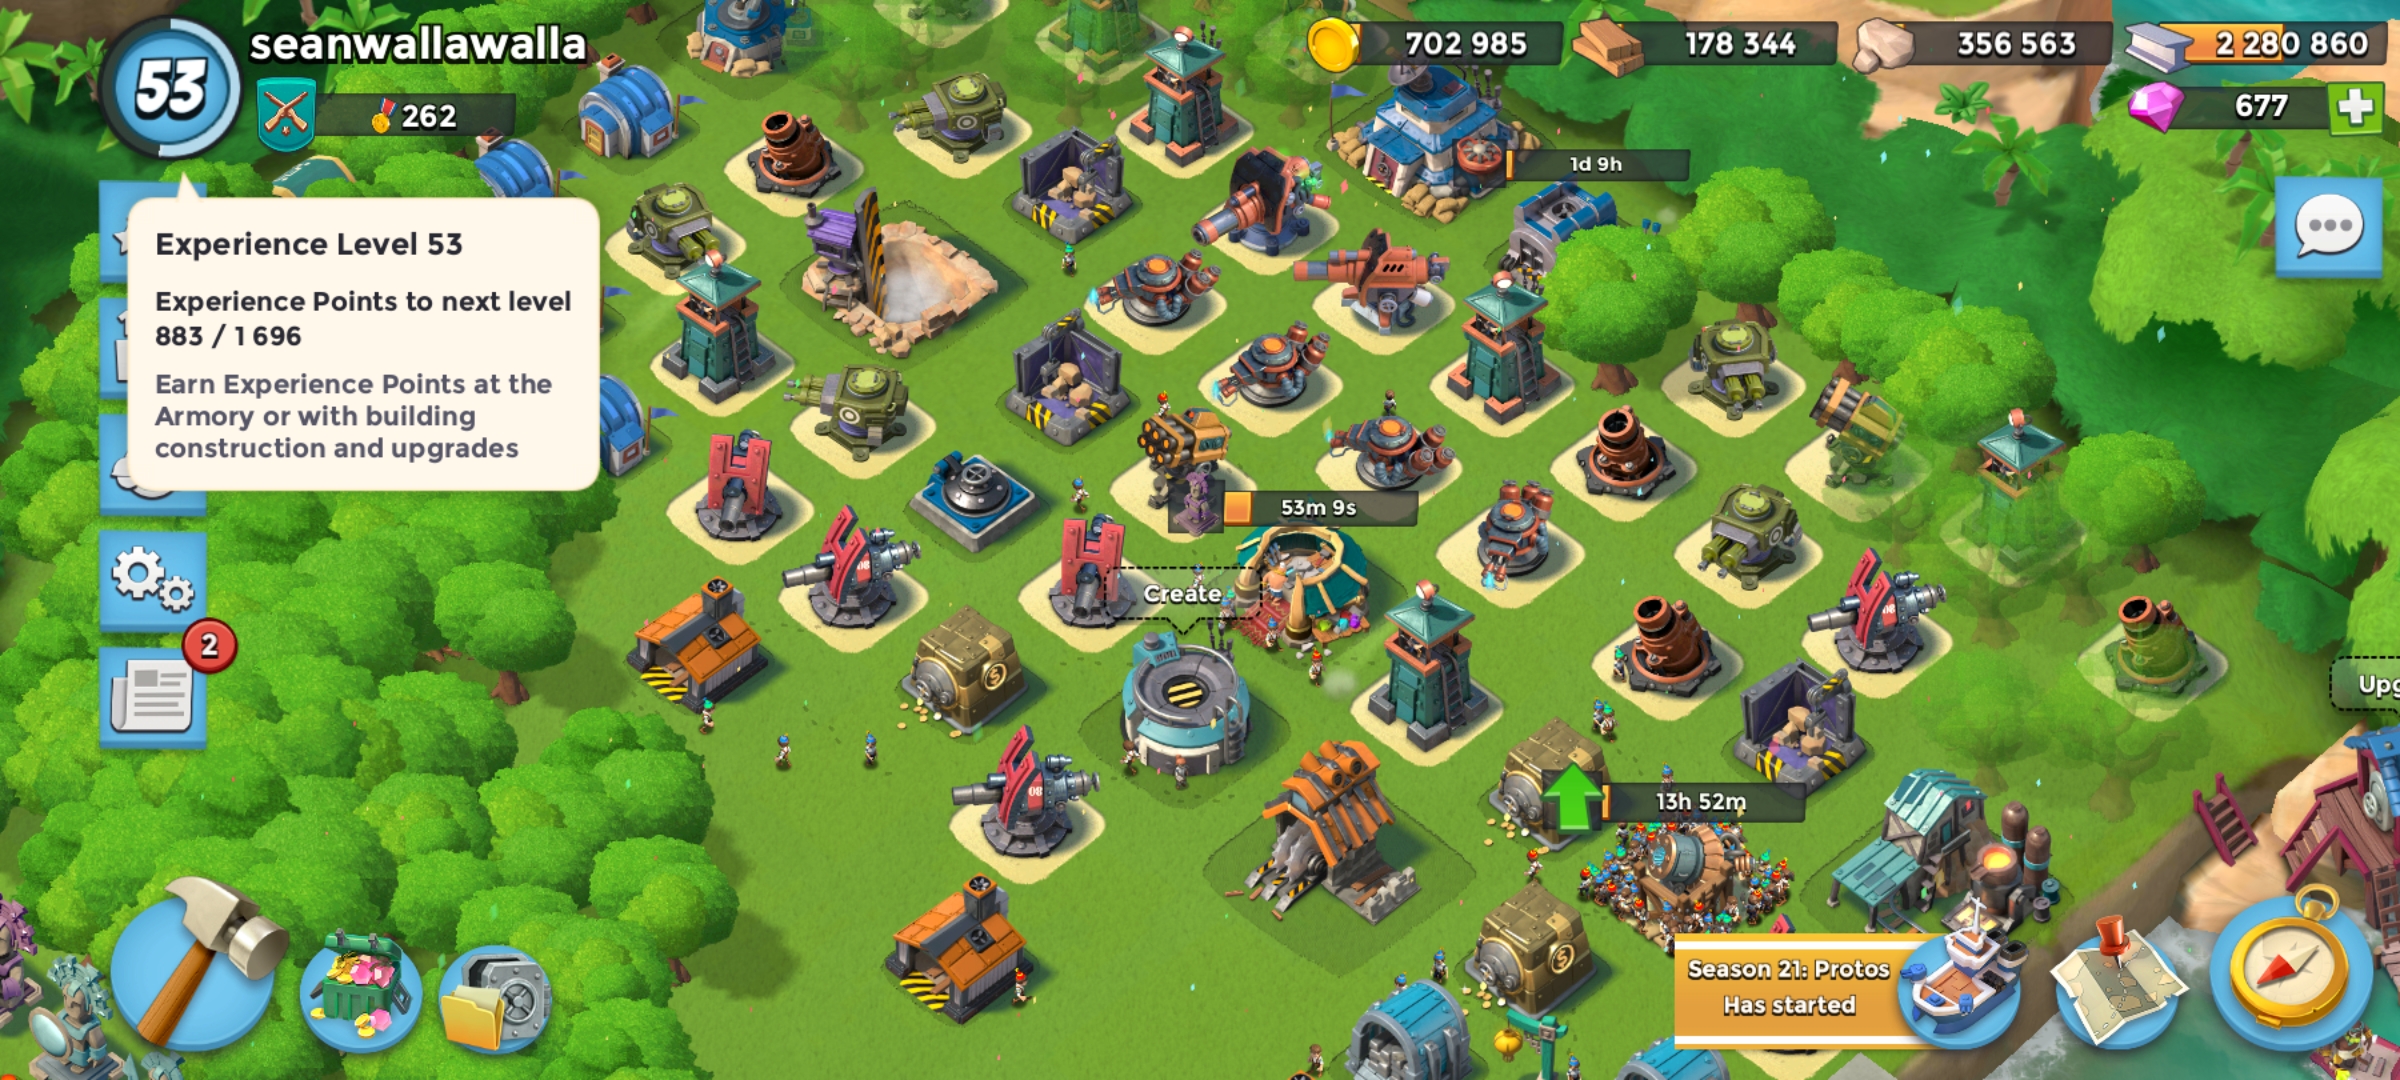 53
seanwallawalla
262
702 985
178 344
356 563
2 280 860
677
1d 9h
Experience Level 53
Experience Points to next level
883 / 1 696
Earn Experience Points at the
Armory or with building
construction and upgrades
53m 9s
Create
2
13h 52m
Season 21: Protos
Has started